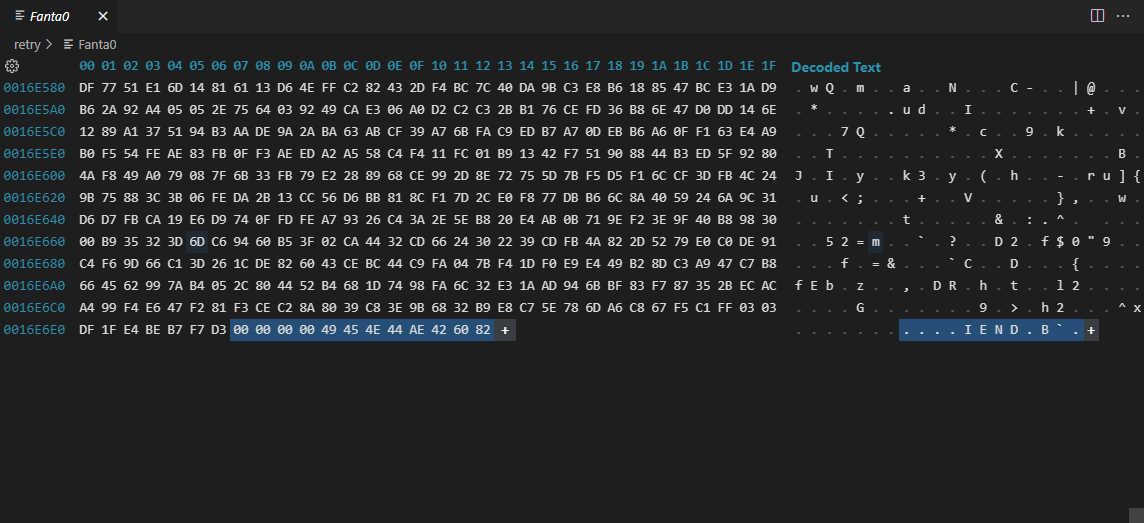 Fanta0
retry > Fanta0
00 01 02 03 04 05 06 07 08 09 0A 0B 0C 0D 0E 0F 10 11 12 13 14 15 16 17 18 19 1A 1B 1C 1D 1E 1F Decoded Text
0016E580 DF 77 51 E1 6D 14 81 61 13 D6 4E FF C2 82 43 2D F4 BC 7C 40 DA 9B C3 E8 B6 18 85 47 BC E3 1A D9 . w Q . m . . a . . N . . . C - . . | @ . . . . . . . . . . . .
0016E5A0 B6 2A 92 A4 05 05 2E 75 64 03 92 49 CA E3 06 A0 D2 C2 C3 2B B1 76 CE FD 36 B8 6E 47 D0 DD 14 6E
0016E5C0 12 89 A1 37 51 94 B3 AA DE 9A 2A BA 63 AB CF 39 A7 6B FA C9 ED B7 A7 0D EB B6 A6 0F F1 63 E4 A9
0016E5E0 B0 F5 54 FE AE 83 FB 0F F3 AE ED A2 A5 58 C4 F4 11 FC 01 B9 13 42 F7 51 90 88 44 B3 ED 5F 92 80
0016E600 4A F8 49 A0 79 08 7F 6B 33 FB 79 E2 28 89 68 CE 99 2D 8E 72 75 5D 7B F5 D5 F1 6C CF 3D FB 4C 24
0016E620 9B 75 88 3C 3B 06 FE DA 2B 13 CC 56 D6 BB 81 8C F1 7D 2C E0 F8 77 DB B6 6C 8A 40 59 24 6A 9C 31
0016E640 D6 D7 FB CA 19 E6 D9 74 0F FD FE A7 93 26 C4 3A 2E 5E B8 20 E4 AB 0B 71 9E F2 3E 9F 40 B8 98 30
0016E660 00 B9 35 32 3D 6D C6 94 60 B5 3F 02 CA 44 32 CD 66 24 30 22 39 CD FB 4A 82 2D 52 79 E0 C0 DE 91
0016E680 C4 F6 9D 66 C1 3D 26 1C DE 82 60 43 CE BC 44 C9 FA 04 7B F4 1D F0 E9 E4 49 B2 8D C3 A9 47 C7 B8
0016E6A0 66 45 62 99 7A B4 05 2C 80 44 52 B4 68 1D 74 98 FA 6C 32 E3 1A AD 94 6B BF 83 F7 87 35 2B EC AC
0016E6C0 A4 99 F4 E6 47 F2 81 F3 CE C2 8A 80 39 C8 3E 9B 68 32 B9 E8 C7 5E 78 6D A6 C8 67 F5 C1 FF 03 03
0016E6E0 DF 1F E4 BE B7 F7 D3 00 00 00 00 49 45 4E 44 AE 42 60 82 + . . . . . . . . . . . I E N D . B ` . +